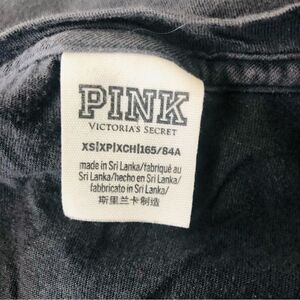 PINK
VICTORIA'S SECRET
XS|XP|XCH|165/84A
made in Sri Lanka/fabriqué au
Sri Lanka/hecho en Sri Lanka/
fabbricato in Sri Lanka/
斯里兰卡制造